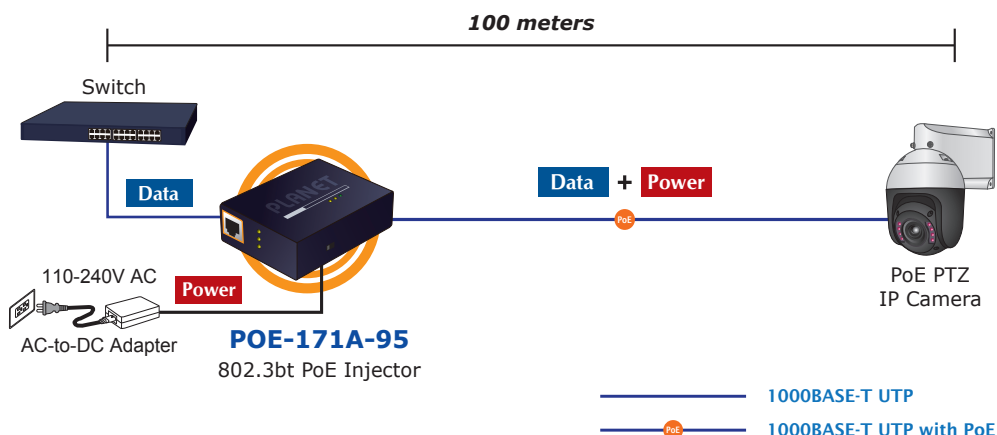 100 meters
Switch
Data
Data + Power
PoE
PLANET
110-240V AC
Power
AC-to-DC Adapter
POE-171A-95
802.3bt PoE Injector
PoE PTZ
IP Camera
1000BASE-T UTP
PoE
1000BASE-T UTP with PoE